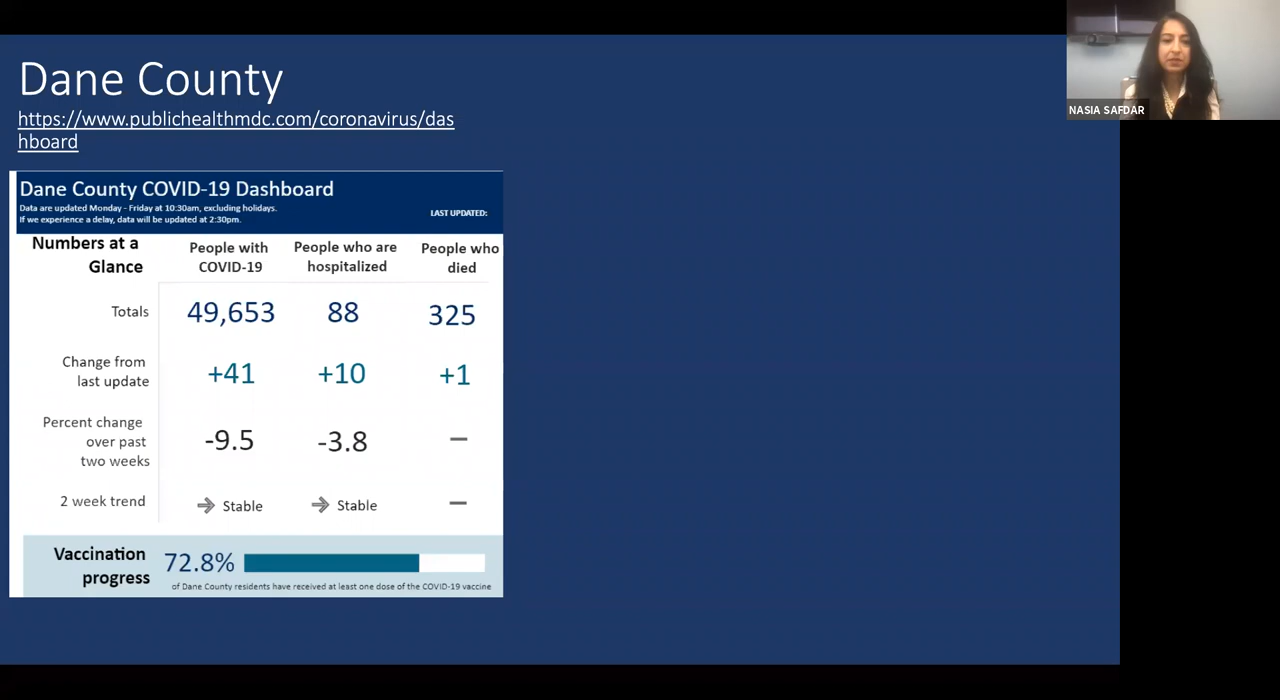 Dane County
https://www.publichealthmdc.com/coronavirus/das
hboard
NASIA SAFDAR
Dane County COVID-19 Dashboard
Data are updated Monday - Friday at 10:30am, excluding holidays.
If we experience a delay, data will be updated at 2:30pm.
LAST UPDATED:
Numbers at a
Glance
People with
COVID-19
People who are
hospitalized
People who
died
Totals
49,653
88
325
Change from
last update
+41
+10
+1
Percent change
over past
two weeks
-9.5
-3.8
–
2 week trend
Stable
Stable
–
Vaccination
progress
72.8%
of Dane County residents have received at least one dose of the COVID-19 vaccine